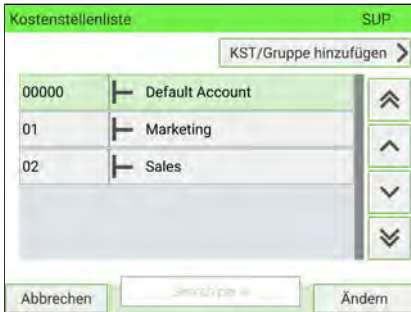 Kostenstellenliste SUP
KST/Gruppe hinzufügen
00000 Default Account
01 Marketing
02 Sales
Abbrechen Ändern